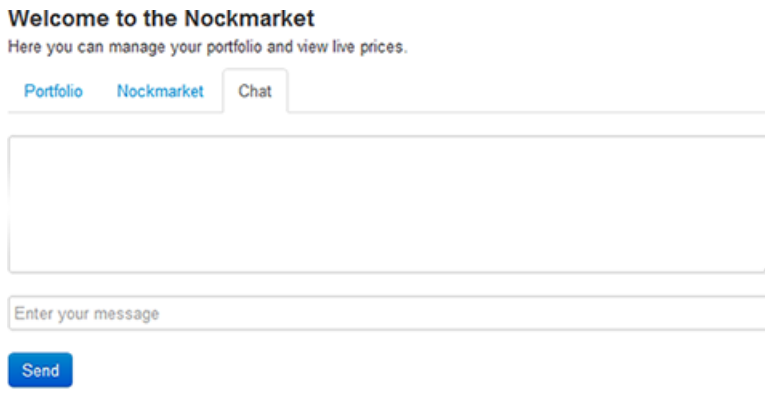 Welcome to the Nockmarket
Here you can manage your portfolio and view live prices.
Portfolio Nockmarket Chat
Enter your message
Send